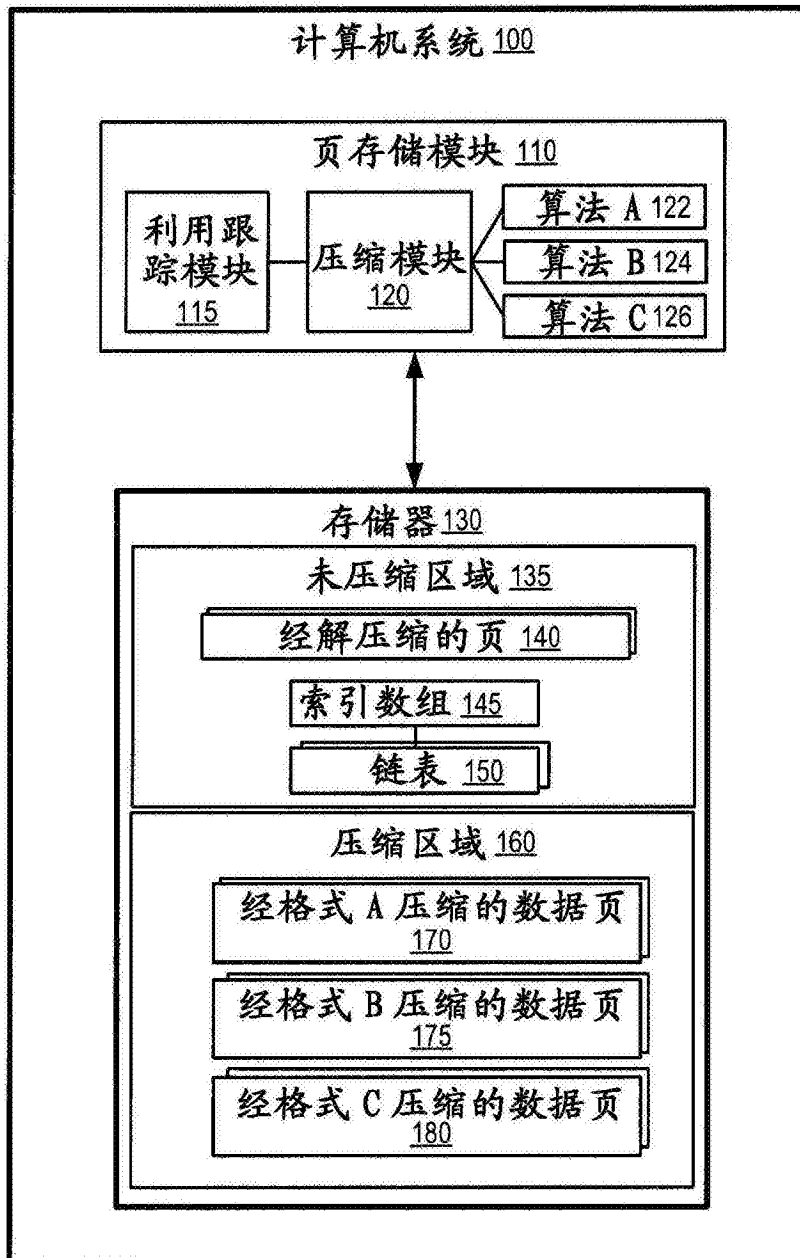 计算机系统 100
页存储模块 110
利用跟
踪模块
115
压缩模块
120
算法 A 122
算法 B 124
算法 C 126
存储器 130
未压缩区域 135
经解压缩的页 140
索引数组 145
链表 150
压缩区域 160
经格式 A 压缩的数据页
170
经格式 B 压缩的数据页
175
经格式 C 压缩的数据页
180